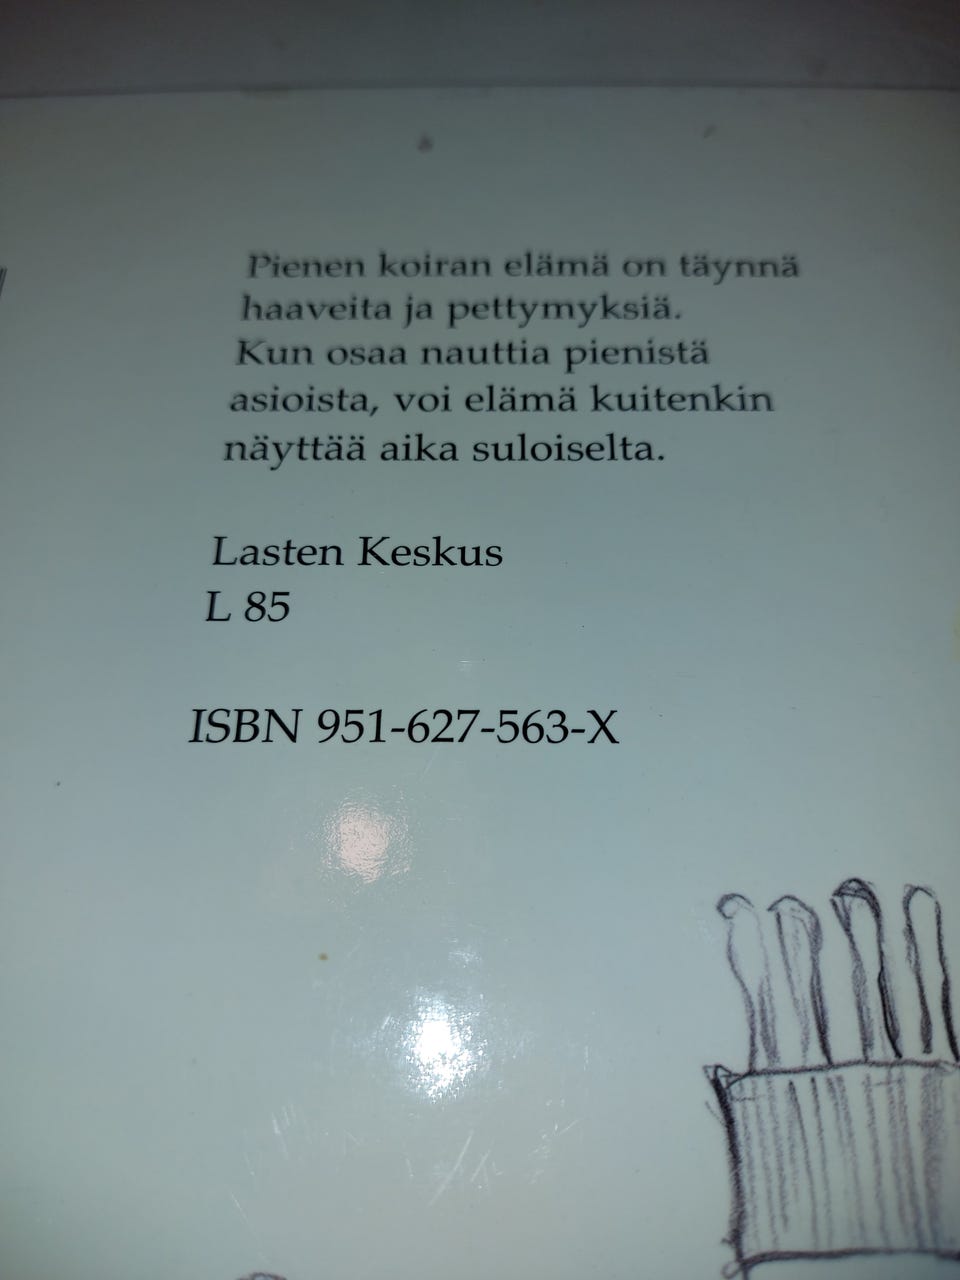 Pienen koiran elämä on täynnä
haaveita ja pettymyksiä.
Kun osaa nauttia pienistä
asioista, voi elämä kuitenkin
näyttää aika suloiselta.
Lasten Keskus
L 85
ISBN 951-627-563-X